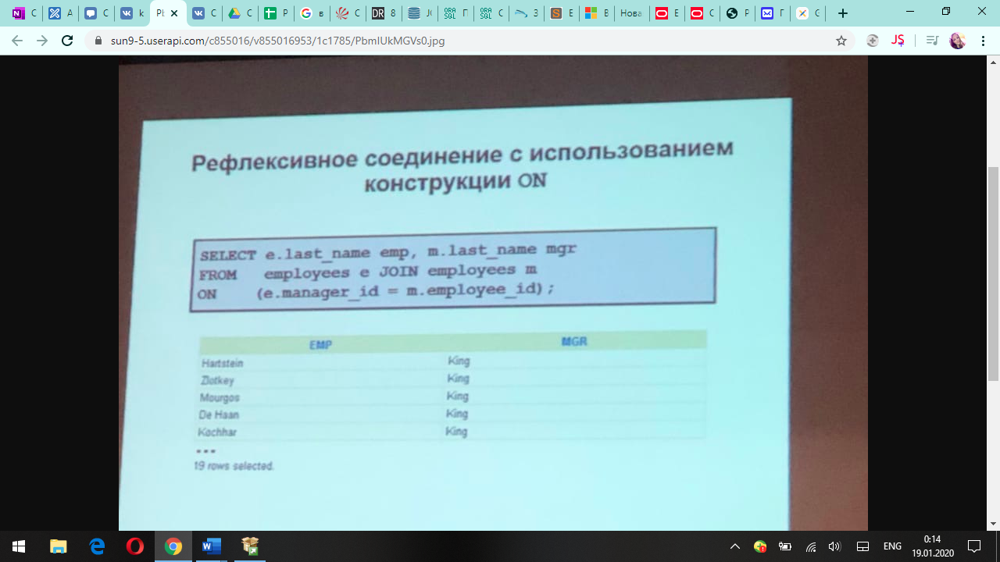 C
A
C
k
Pl
C
C
P
в
C
8
JC
П
С
З
E
В
Нова
E
C
P
П
G
sun9-5.userapi.com/c855016/v855016953/1c1785/PbmIUkMGVs0.jpg
JS
Рефлексивное соединение с использованием
конструкции ON
SELECT e.last_name emp, m.last_name mgr
FROM employees e JOIN employees m
ON (e.manager_id = m.employee_id);
EMP MGR
Hartstein King
Zlotkey King
Mourgos King
De Haan King
Kochhar King
...
19 rows selected.
ENG
0:14
19.01.2020